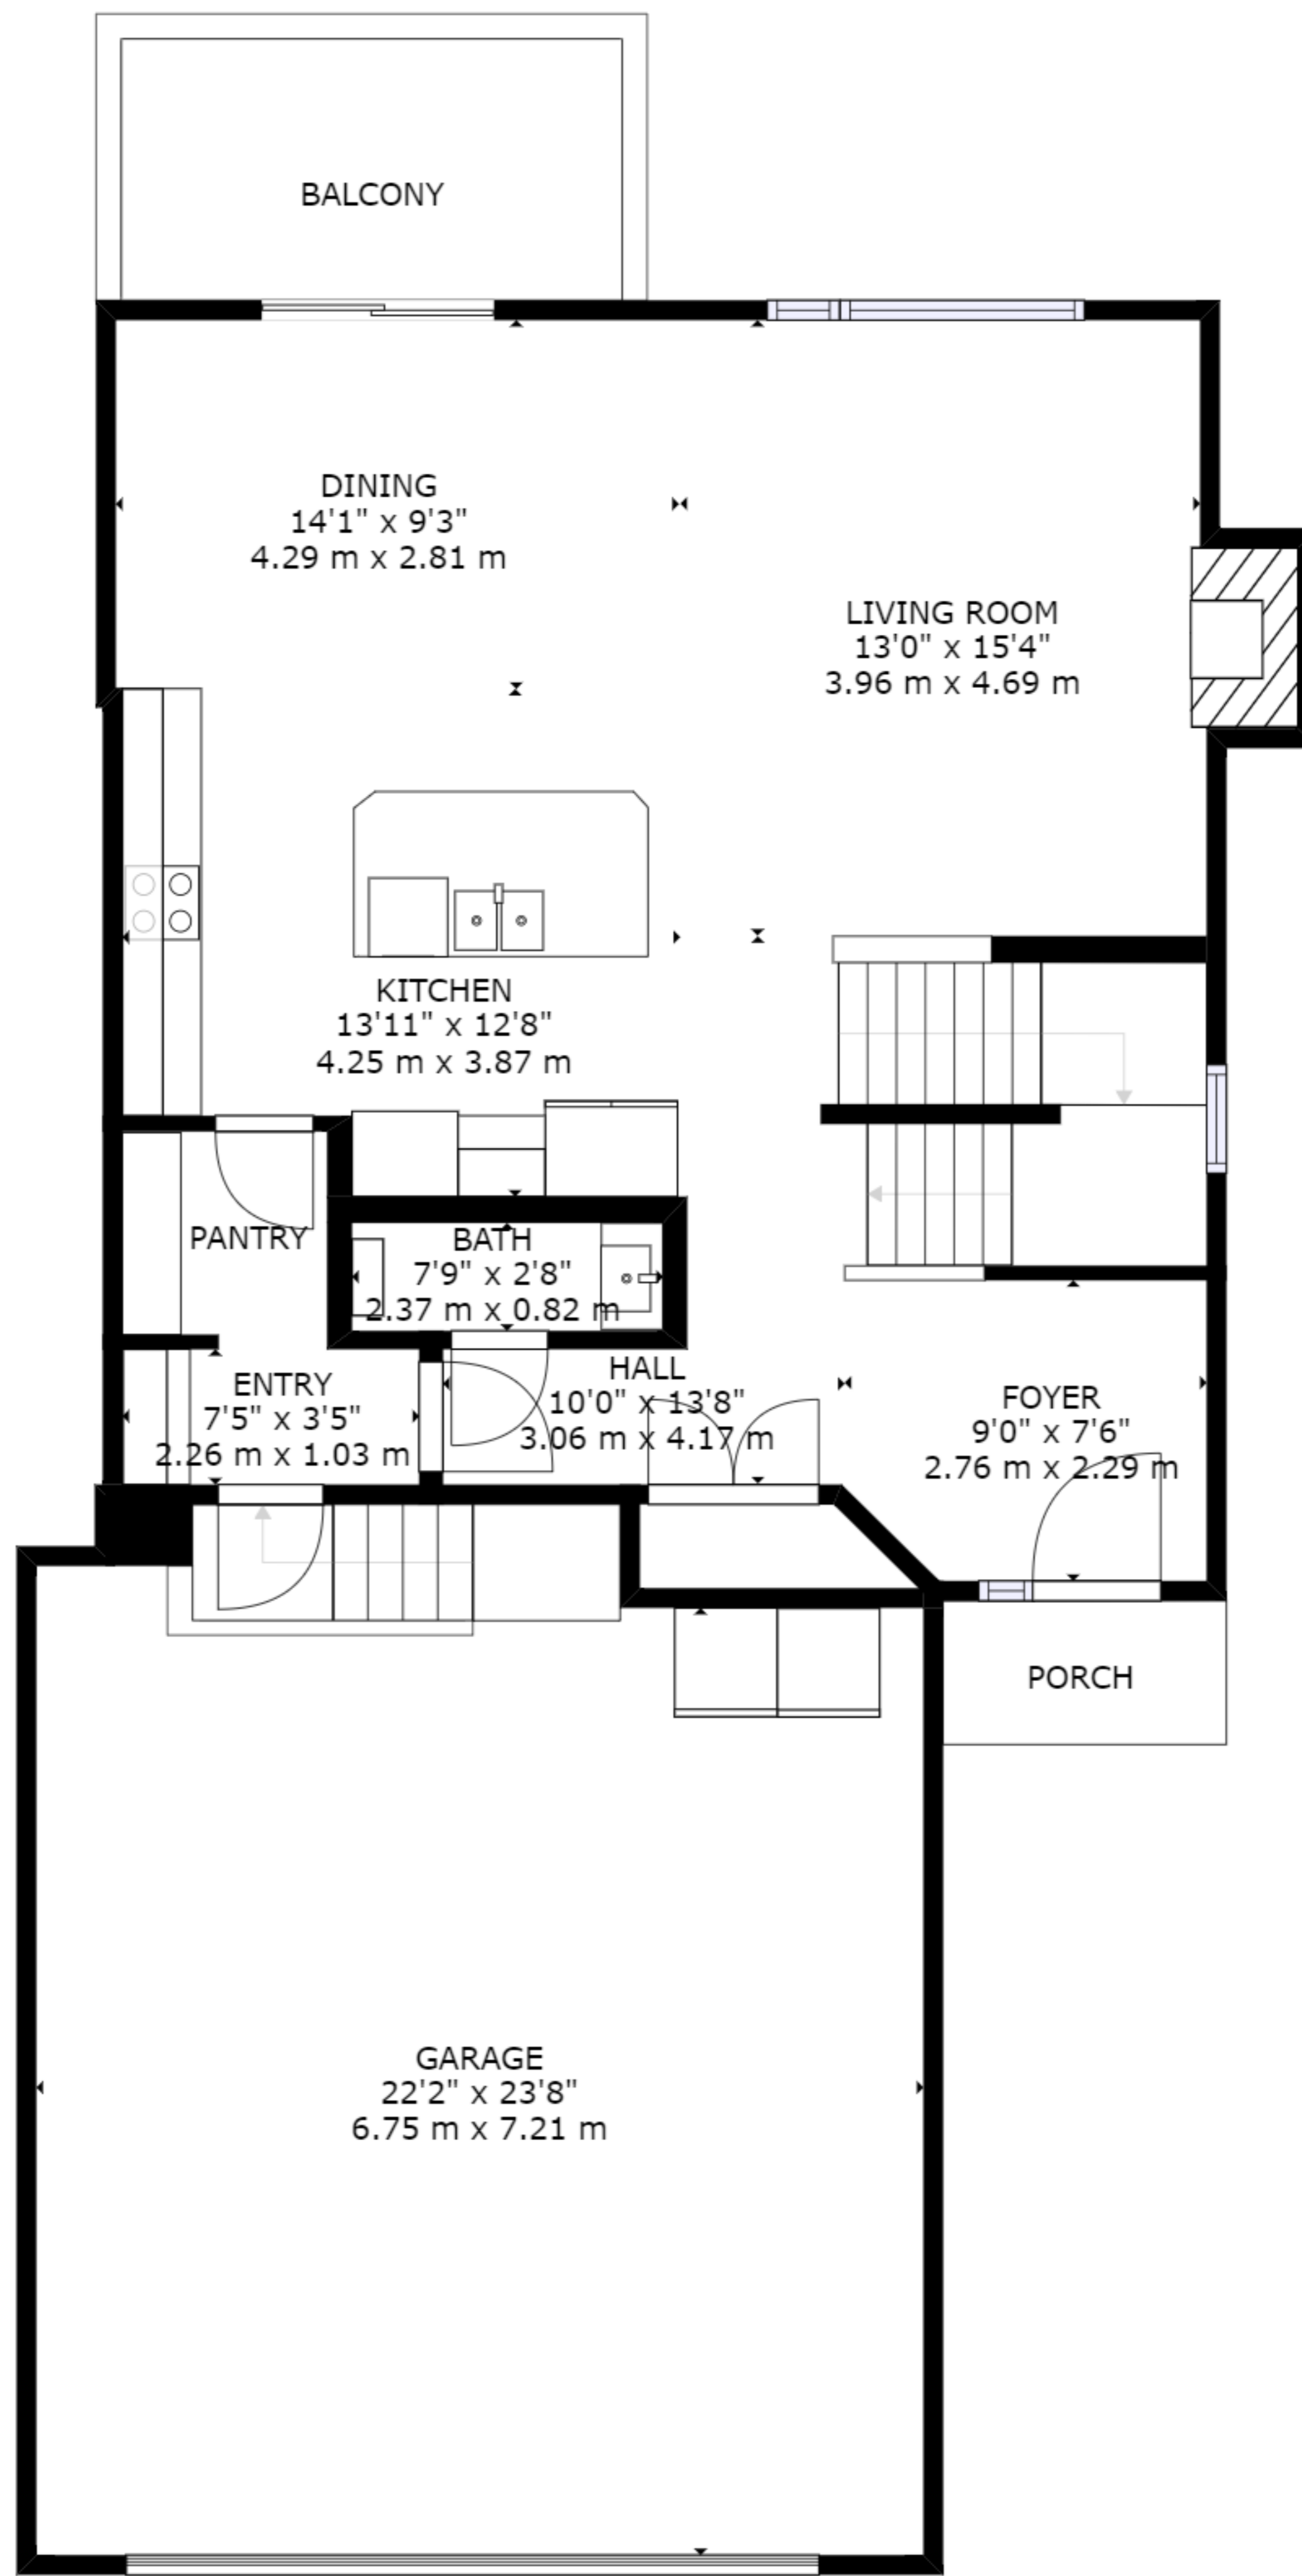 BALCONY
DINING
14'1" x 9'3"
4.29 m x 2.81 m
LIVING ROOM
13'0" x 15'4"
3.96 m x 4.69 m
KITCHEN
13'11" x 12'8"
4.25 m x 3.87 m
PANTRY
BATH
7'9" x 2'8"
2.37 m x 0.82 m
ENTRY
7'5" x 3'5"
2.26 m x 1.03 m
HALL
10'0" x 13'8"
3.06 m x 4.17 m
FOYER
9'0" x 7'6"
2.76 m x 2.29 m
PORCH
GARAGE
22'2" x 23'8"
6.75 m x 7.21 m